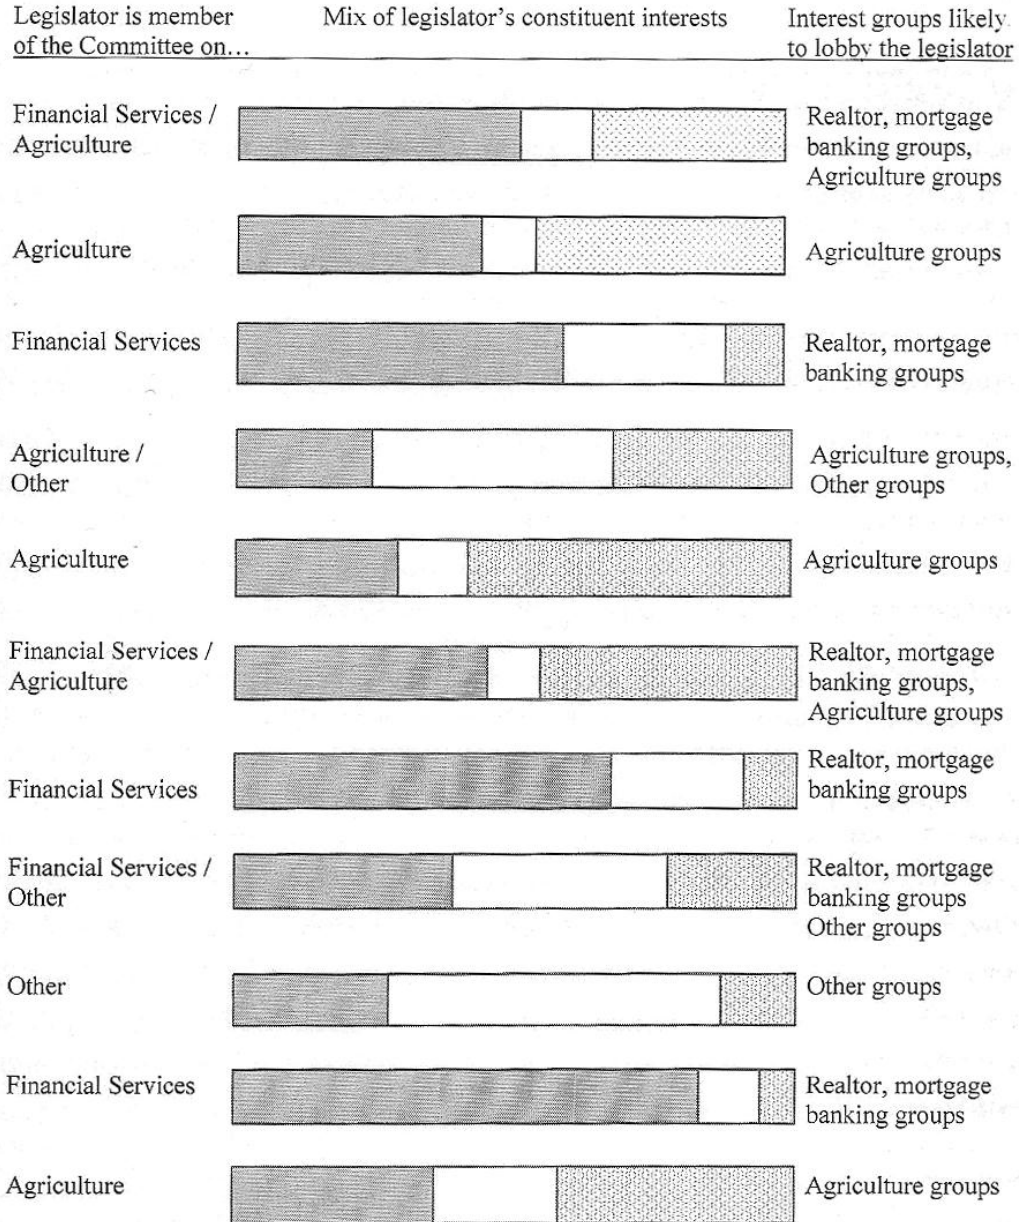 Legislator is member
of the Committee on…
Mix of legislator's constituent interests
Interest groups likely
to lobby the legislator
Financial Services /
Agriculture
Realtor, mortgage
banking groups,
Agriculture groups
Agriculture
Agriculture groups
Financial Services
Realtor, mortgage
banking groups
Agriculture /
Other
Agriculture groups,
Other groups
Agriculture
Agriculture groups
Financial Services /
Agriculture
Realtor, mortgage
banking groups,
Agriculture groups
Financial Services
Realtor, mortgage
banking groups
Financial Services /
Other
Realtor, mortgage
banking groups
Other groups
Other
Other groups
Financial Services
Realtor, mortgage
banking groups
Agriculture
Agriculture groups